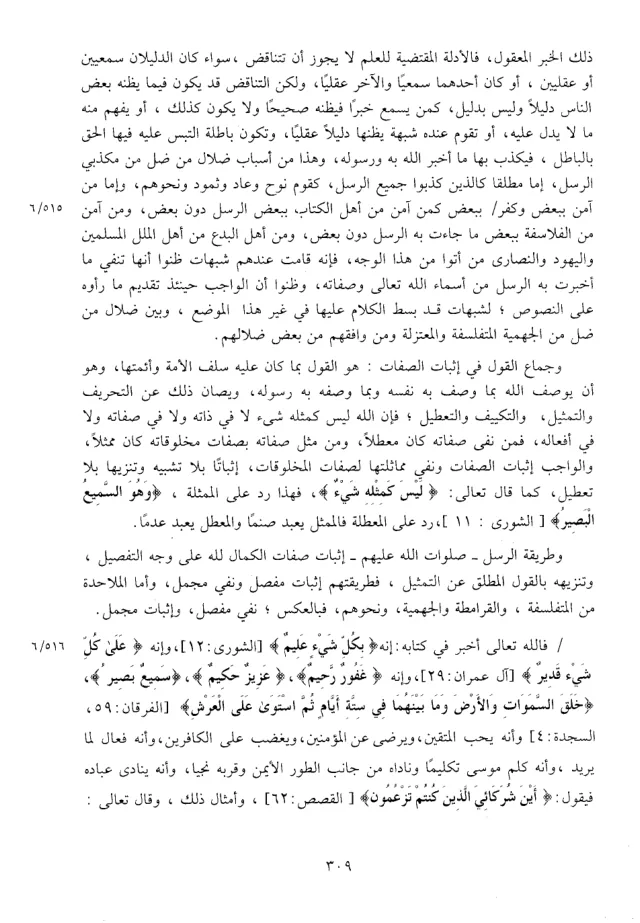 ذلك الخبر المعقول، فالأدلة المقتضية للعلم لا يجوز أن تتناقض، سواء كان الدليلان سمعيين
أو عقليين، أو كان أحدهما سمعيًا والآخر عقليًا، ولكن التناقض قد يكون فيما يظنه بعض
الناس دليلاً وليس بدليل، كمن يسمع خبرًا فيظنه صحيحًا ولا يكون كذلك، أو يفهم منه
ما لا يدل عليه، أو تقوم عنده شبهة يظنها دليلاً عقليًا، وتكون باطلة التبس عليه فيها الحق
بالباطل، فيكذب بها ما أخبر الله به ورسوله، وهذا من أسباب ضلال من ضل من مكذبي
الرسل، إما مطلقا كالذين كذبوا جميع الرسل، كقوم نوح وعاد وثمود ونحوهم، وإما من
آمن ببعض وكفر/ ببعض كمن آمن من أهل الكتاب ببعض الرسل دون بعض، ومن آمن
٦/٥١٥
من الفلاسفة ببعض ما جاءت به الرسل دون بعض، ومن أهل البدع من أهل الملل المسلمين
واليهود والنصارى من أتوا من هذا الوجه، فإنه قامت عندهم شبهات ظنوا أنها تنفي ما
أخبرت به الرسل من أسماء الله تعالى وصفاته، وظنوا أن الواجب حينئذ تقديم ما رأوه
على النصوص؛ لشبهات قد بسط الكلام عليها في غير هذا الموضع، وبين ضلال من
ضل من الجهمية المتفلسفة والمعتزلة ومن وافقهم من بعض ضلالهم.
وجماع القول في إثبات الصفات: هو القول بما كان عليه سلف الأمة وأئمتها، وهو
أن يوصف الله بما وصف به نفسه وبما وصفه به رسوله، ويصان ذلك عن التحريف
والتمثيل، والتكييف والتعطيل؛ فإن الله ليس كمثله شيء لا في ذاته ولا في صفاته ولا
في أفعاله، فمن نفى صفاته كان معطلاً، ومن مثل صفاته بصفات مخلوقاته كان ممثلاً،
والواجب إثبات الصفات ونفي مماثلتها لصفات المخلوقات، إثباتًا بلا تشبيه وتنزيها بلا
تعطيل، كما قال تعالى: ﴿لَيْسَ كَمِثْلِهِ شَيْءٌ﴾، فهذا رد على الممثلة، ﴿وَهُوَ السَّمِيعُ
الْبَصِيرُ﴾ [الشورى: ١١]، رد على المعطلة فالممثل يعبد صنمًا والمعطل يعبد عدمًا.
وطريقة الرسل ـ صلوات الله عليهم ـ إثبات صفات الكمال لله على وجه التفصيل،
وتنزيهه بالقول المطلق عن التمثيل، فطريقتهم إثبات مفصل ونفي مجمل، وأما الملاحدة
من المتفلسفة، والقرامطة والجهمية، ونحوهم، فبالعكس؛ نفي مفصل، وإثبات مجمل.
/ فالله تعالى أخبر في كتابه: إنه ﴿بِكُلِّ شَيْءٍ عَلِيمٌ﴾ [الشورى: ١٢]، وإنه ﴿عَلَىٰ كُلِّ
٦/٥١٦
شَيْءٍ قَدِيرٌ﴾ [آل عمران: ٢٩]، وإنه ﴿غَفُورٌ رَّحِيمٌ﴾، ﴿عَزِيزٌ حَكِيمٌ﴾، ﴿سَمِيعٌ بَصِيرٌ﴾،
﴿خَلَقَ السَّمَوَاتِ وَالأَرْضَ وَمَا بَيْنَهُمَا فِي سِتَّةِ أَيَّامٍ ثُمَّ اسْتَوَىٰ عَلَى الْعَرْشِ﴾ [الفرقان: ٥٩،
السجدة: ٤] وأنه يحب المتقين، ويرضى عن المؤمنين، ويغضب على الكافرين، وأنه فعال لما
يريد، وأنه كلم موسى تكليمًا وناداه من جانب الطور الأيمن وقربه نجيا، وأنه ينادى عباده
فيقول: ﴿أَيْنَ شُرَكَائِيَ الَّذِينَ كُنتُمْ تَزْعُمُونَ﴾ [القصص: ٦٢]، وأمثال ذلك، وقال تعالى:
٣٠٩